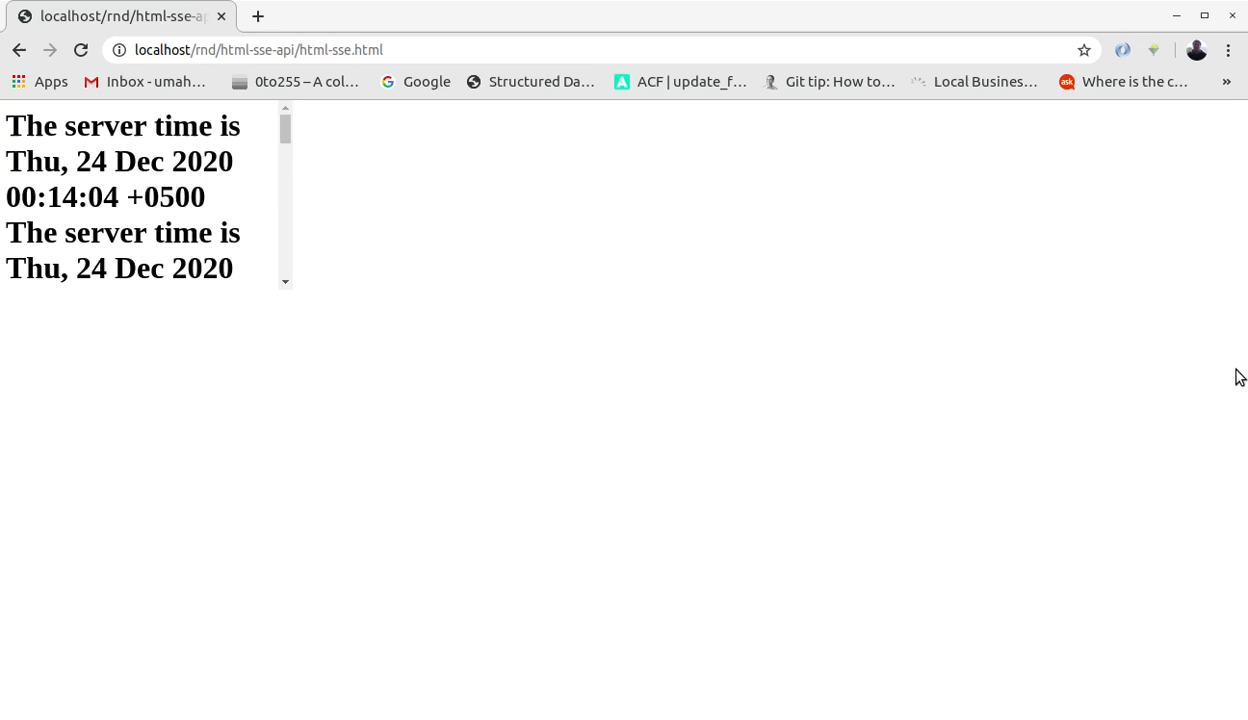 localhost/rnd/html-sse-ap
localhost/rnd/html-sse-api/html-sse.html
Apps
Inbox - umah...
0to255 – A col...
Google
Structured Da...
ACF | update_f...
Git tip: How to...
Local Busines...
ask
Where is the c...
»
The server time is
Thu, 24 Dec 2020
00:14:04 +0500
The server time is
Thu, 24 Dec 2020